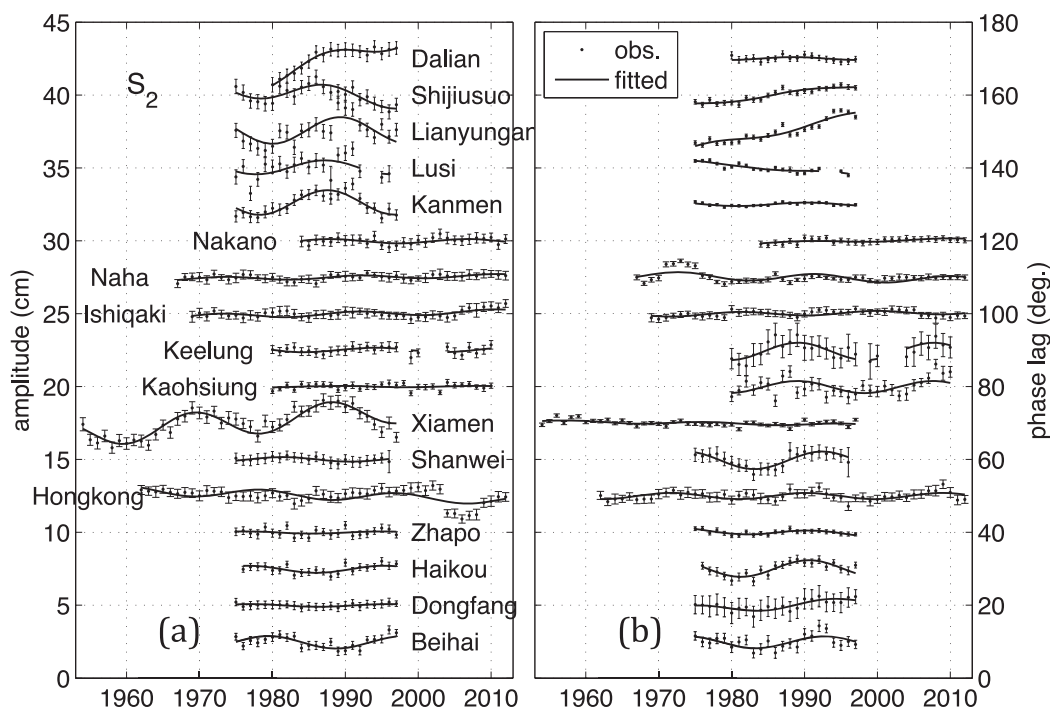 S2
Dalian
Shijiusuo
Lianyungan
Lusi
Kanmen
Nakano
Naha
Ishiqaki
Keelung
Kaohsiung
Xiamen
Shanwei
Hongkong
Zhapo
Haikou
Dongfang
Beihai
(a)
amplitude (cm)
45
40
35
30
25
20
15
10
5
0
1960 1970 1980 1990 2000 2010
obs.
fitted
(b)
180
160
140
120
100
80
60
40
20
0
phase lag (deg.)
1960 1970 1980 1990 2000 2010